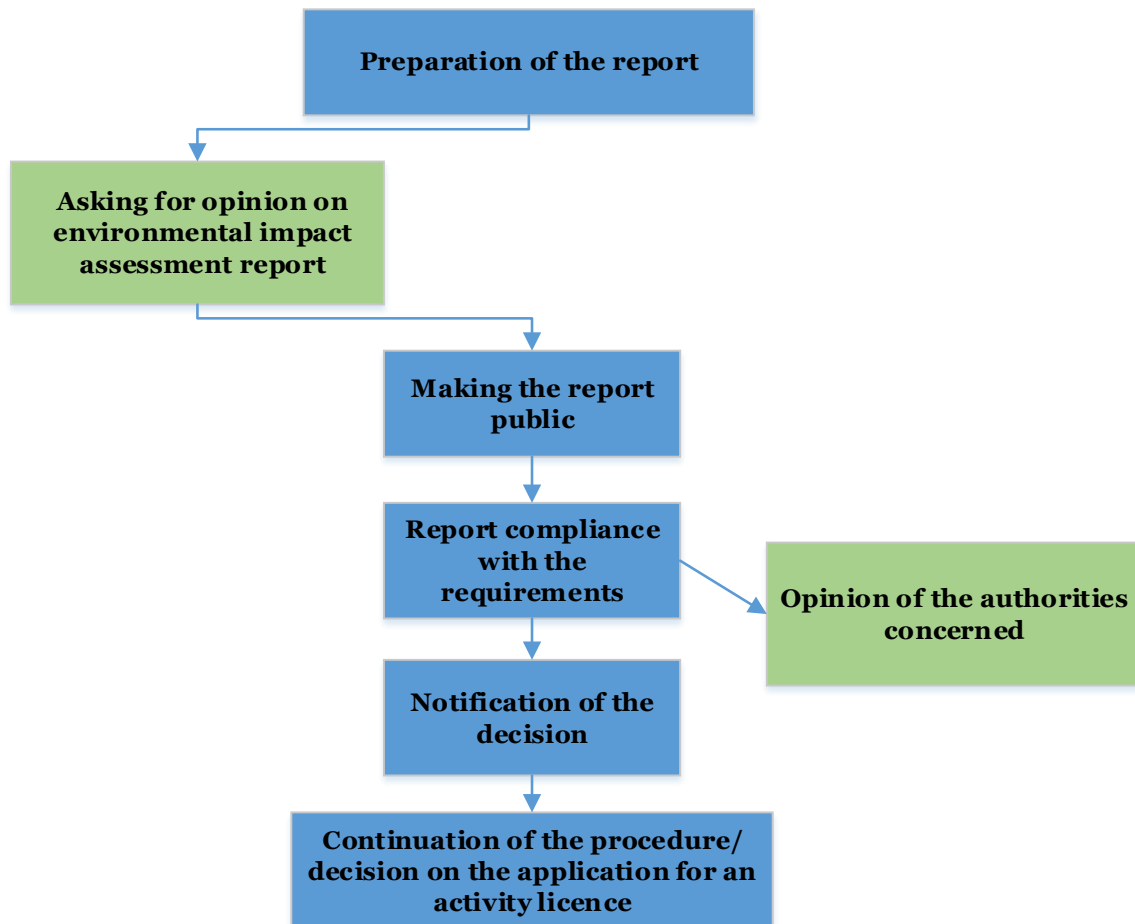 Preparation of the report
Asking for opinion on
environmental impact
assessment report
Making the report
public
Report compliance
with the
requirements
Opinion of the authorities
concerned
Notification of the
decision
Continuation of the procedure/
decision on the application for an
activity licence